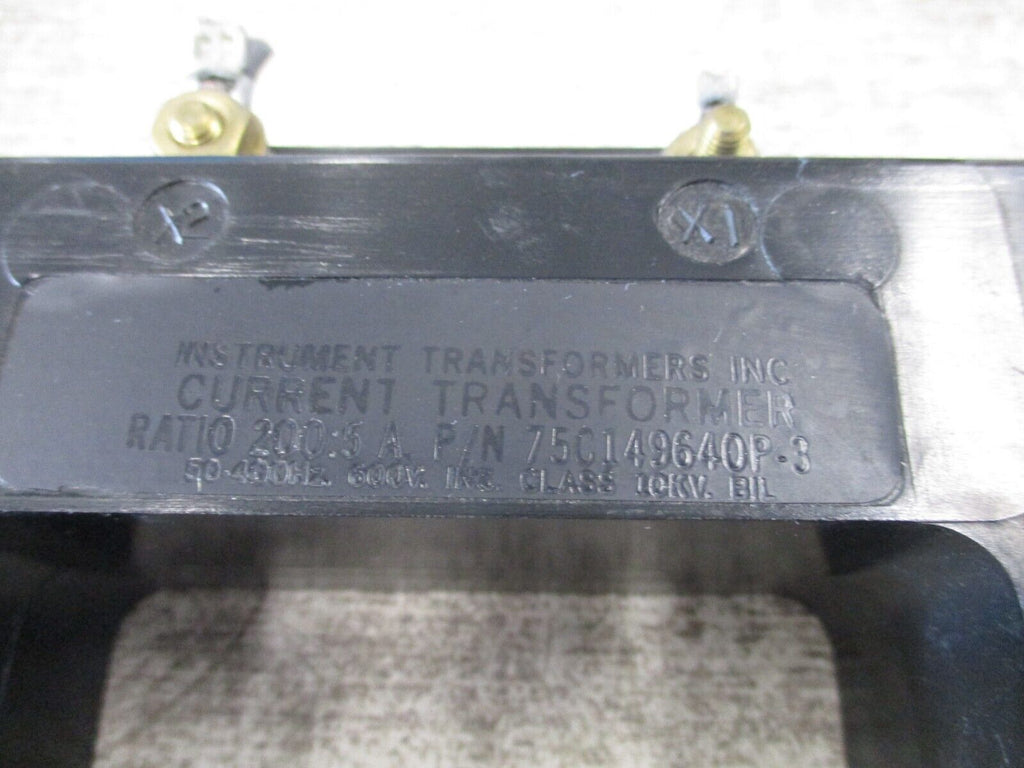 X2 X1
INSTRUMENT TRANSFORMERS INC
CURRENT TRANSFORMER
RATIO 200:5 A. P/N 75C149640P-3
50-400HZ. 600V. INS. CLASS 10KV. BIL